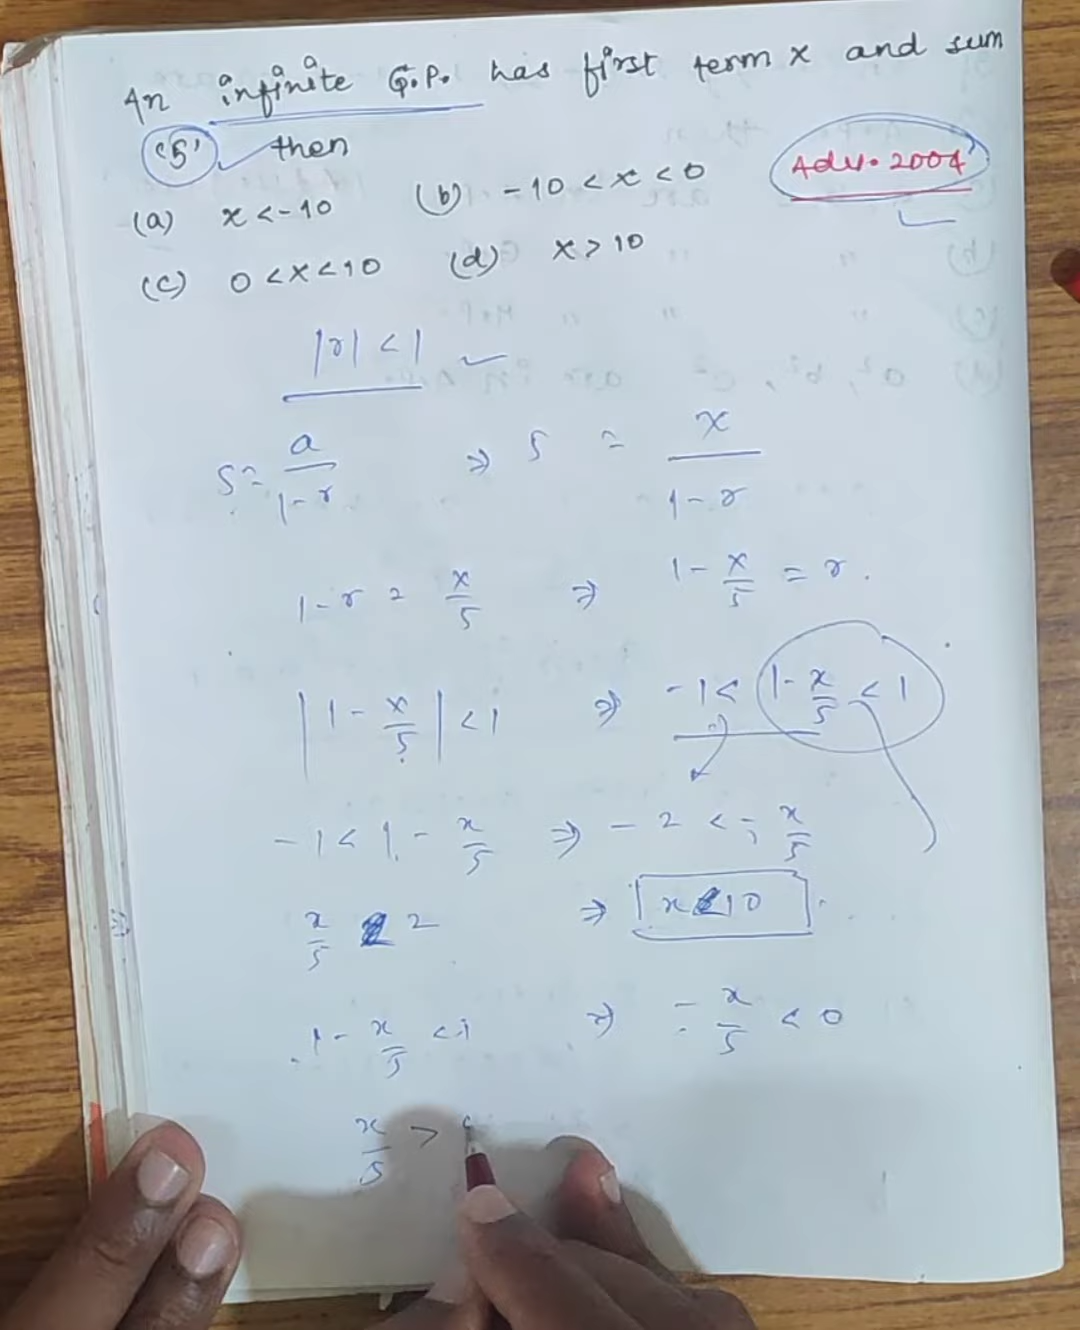 An infinite G.P. has first term x and sum
'5' then
Adv. 2004
(a) x < -10 (b) -10 < x < 0
(c) 0 < x < 10 (d) x > 10
|r| < 1
S = a/(1-r) ⇒ 5 = x/(1-r)
1-r = x/5 ⇒ 1 - x/5 = r.
|1 - x/5| < 1 ⇒ -1 < 1 - x/5 < 1
-1 < 1 - x/5 ⇒ -2 < - x/5
x/5 < 2 ⇒ x < 10
1 - x/5 < 1 ⇒ - x/5 < 0
x/5 >